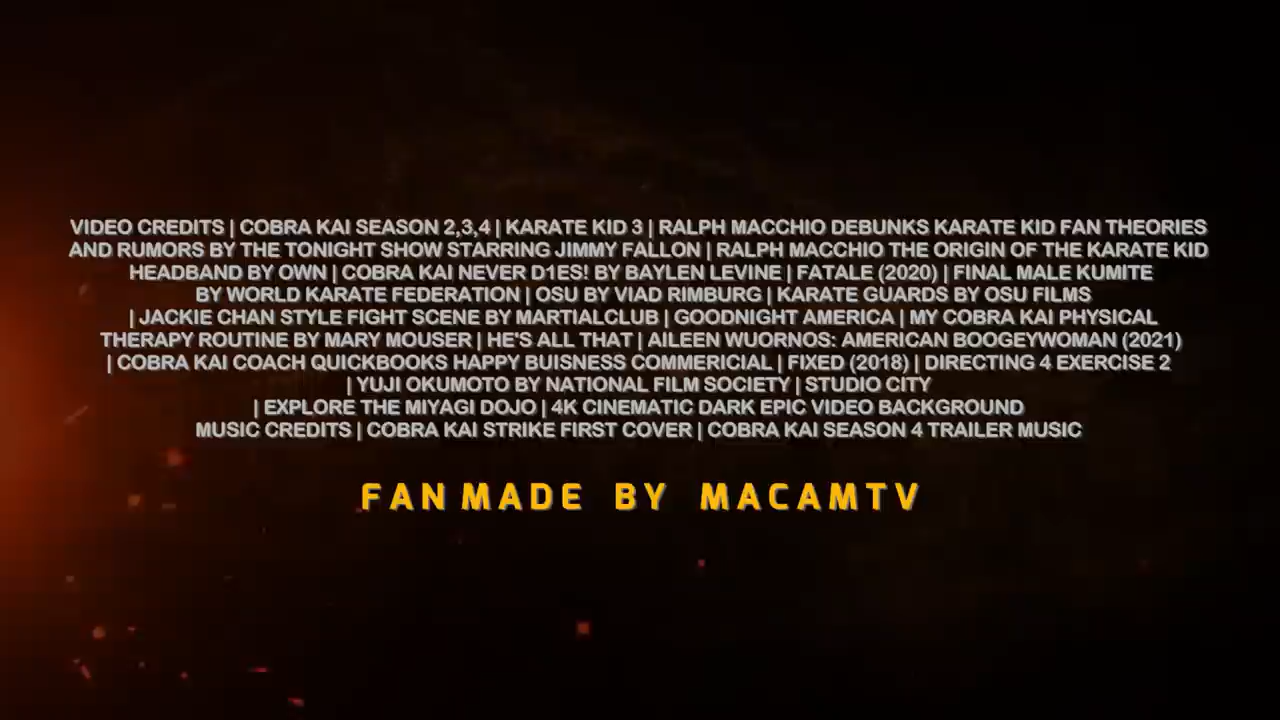 VIDEO CREDITS | COBRA KAI SEASON 2,3,4 | KARATE KID 3 | RALPH MACCHIO DEBUNKS KARATE KID FAN THEORIES
AND RUMORS BY THE TONIGHT SHOW STARRING JIMMY FALLON | RALPH MACCHIO THE ORIGIN OF THE KARATE KID
HEADBAND BY OWN | COBRA KAI NEVER D1ES! BY BAYLEN LEVINE | FATALE (2020) | FINAL MALE KUMITE
BY WORLD KARATE FEDERATION | OSU BY VIAD RIMBURG | KARATE GUARDS BY OSU FILMS
| JACKIE CHAN STYLE FIGHT SCENE BY MARTIALCLUB | GOODNIGHT AMERICA | MY COBRA KAI PHYSICAL
THERAPY ROUTINE BY MARY MOUSER | HE'S ALL THAT | AILEEN WUORNOS: AMERICAN BOOGEYWOMAN (2021)
| COBRA KAI COACH QUICKBOOKS HAPPY BUISNESS COMMERICIAL | FIXED (2018) | DIRECTING 4 EXERCISE 2
| YUJI OKUMOTO BY NATIONAL FILM SOCIETY | STUDIO CITY
| EXPLORE THE MIYAGI DOJO | 4K CINEMATIC DARK EPIC VIDEO BACKGROUND
MUSIC CREDITS | COBRA KAI STRIKE FIRST COVER | COBRA KAI SEASON 4 TRAILER MUSIC
FAN MADE BY MACAMTV